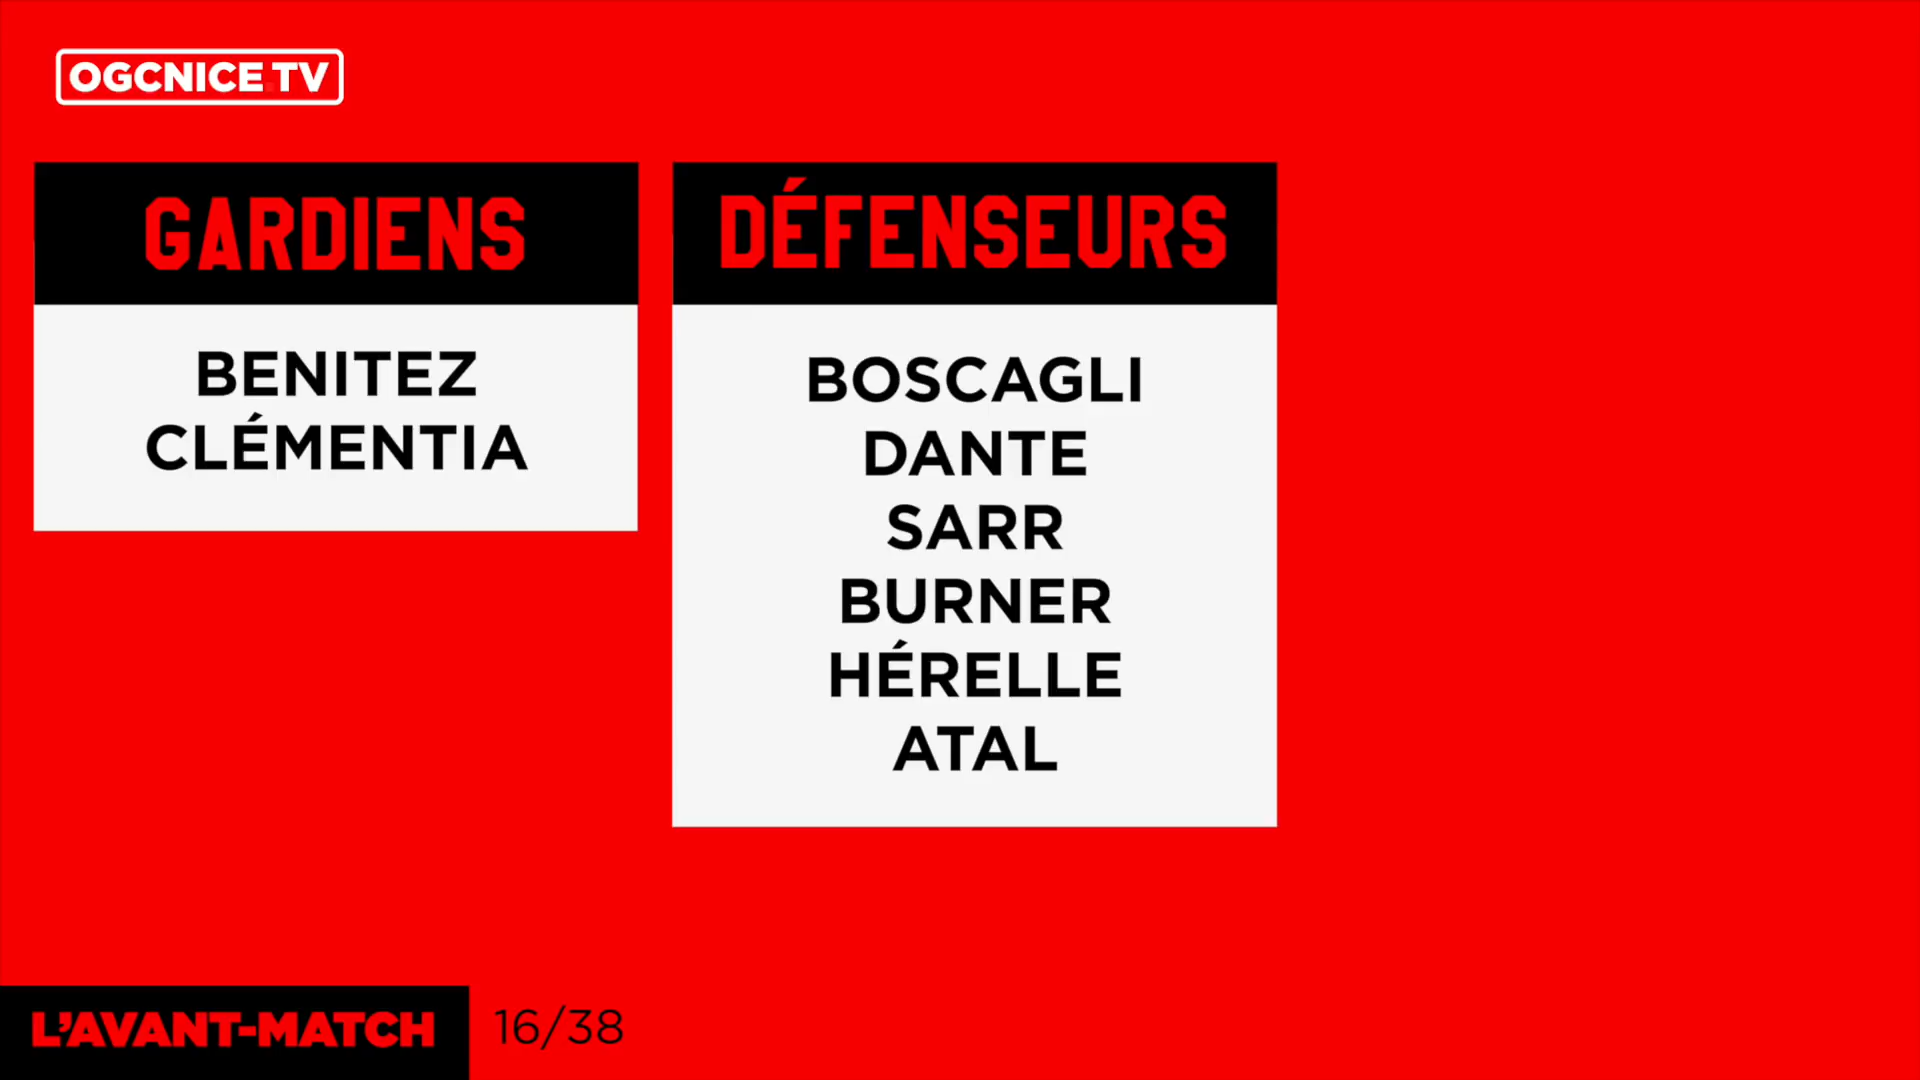 OGCNICE.TV
GARDIENS
BENITEZ
CLÉMENTIA
DÉFENSEURS
BOSCAGLI
DANTE
SARR
BURNER
HÉRELLE
ATAL
L'AVANT-MATCH
16/38